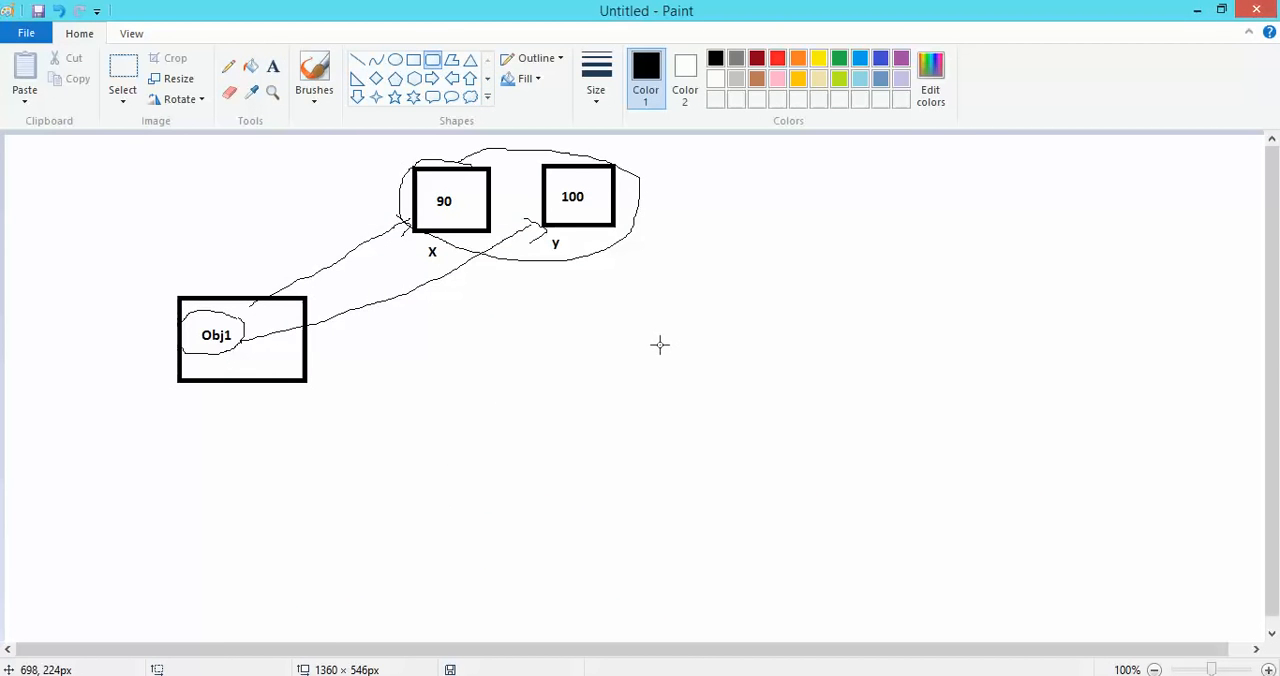 Untitled - Paint
File Home View
Paste
Cut
Copy
Clipboard
Select
Crop
Resize
Rotate
Image
A
Tools
Brushes
Outline
Fill
Shapes
Size
Color 1
Color 2
Edit colors
Colors
90
100
X
y
Obj1
698, 224px
1360 × 546px
100%